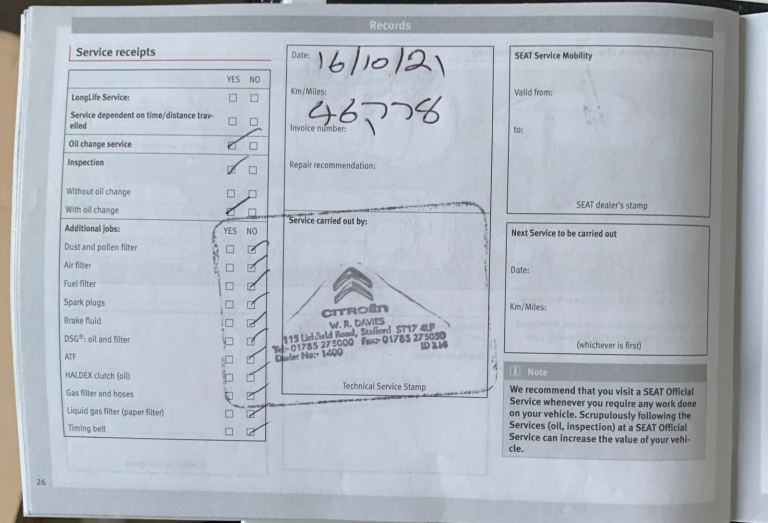 Records
Service receipts
YES NO
LongLife Service:
Service dependent on time/distance trav-
elled
Oil change service
Inspection
Without oil change
With oil change
Additional jobs:
YES NO
Dust and pollen filter
Air filter
Fuel filter
Spark plugs
Brake fluid
DSG®: oil and filter
ATF
HALDEX clutch (oil)
Gas filter and hoses
Liquid gas filter (paper filter)
Timing belt
Date: 16/10/21
Km/Miles:
46,778
Invoice number:
Repair recommendation:
Service carried out by:
CITROËN
W. R. DAVIES
115 Lichfield Road, Stafford ST17 4LP
Tel:- 01785 275000 Fax:- 01785 275050
Dealer No:- 1400
Technical Service Stamp
SEAT Service Mobility
Valid from:
to:
SEAT dealer's stamp
Next Service to be carried out
Date:
Km/Miles:
(whichever is first)
Note
We recommend that you visit a SEAT Official
Service whenever you require any work done
on your vehicle. Scrupulously following the
Services (oil, inspection) at a SEAT Official
Service can increase the value of your vehi-
cle.
26